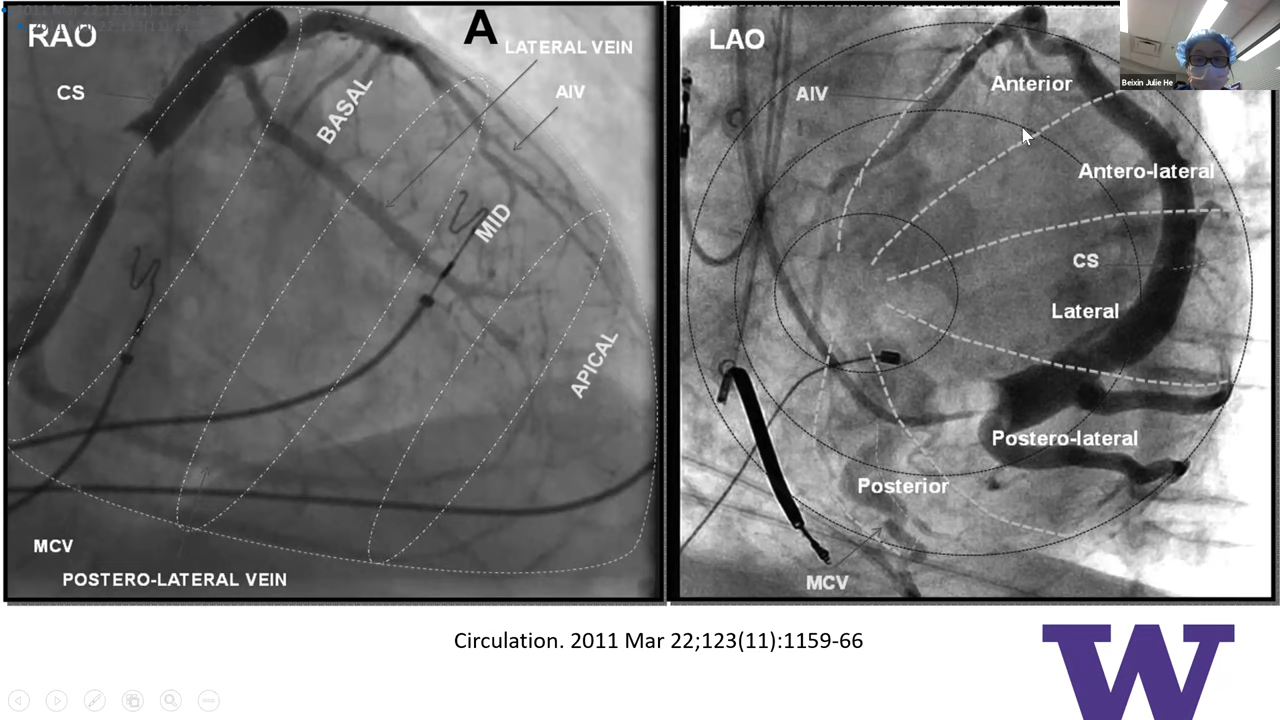 RAO
A
LATERAL VEIN
CS
BASAL
AIV
MID
APICAL
MCV
POSTERO-LATERAL VEIN
LAO
AIV
Anterior
Antero-lateral
CS
Lateral
Postero-lateral
Posterior
MCV
Beixin Julie He
Circulation. 2011 Mar 22;123(11):1159-66
W